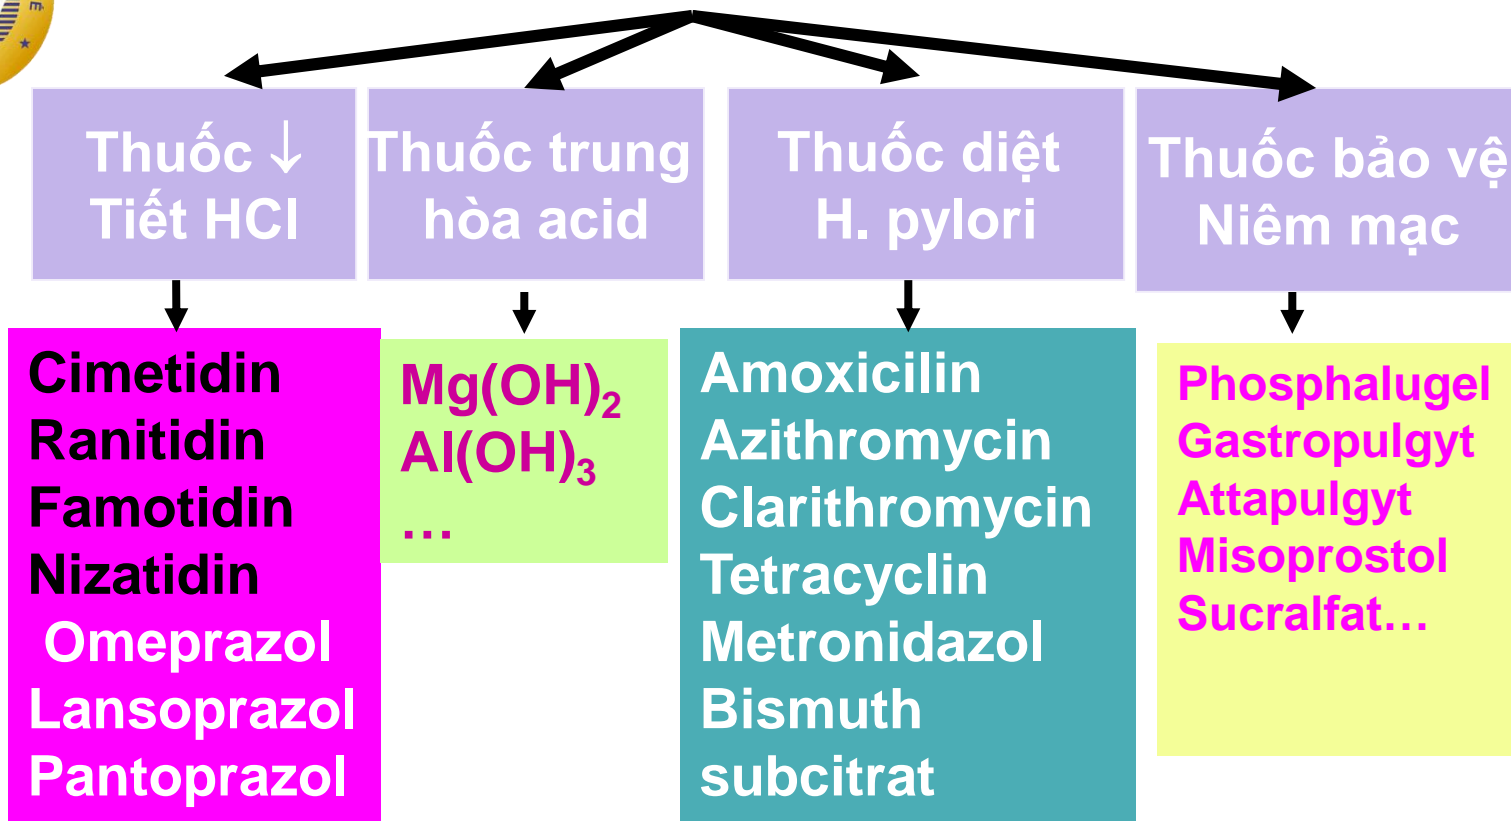 Thuốc ↓
Tiết HCl
Thuốc trung
hòa acid
Thuốc diệt
H. pylori
Thuốc bảo vệ
Niêm mạc
Cimetidin
Ranitidin
Famotidin
Nizatidin
Omeprazol
Lansoprazol
Pantoprazol
Mg(OH)₂
Al(OH)₃
…
Amoxicilin
Azithromycin
Clarithromycin
Tetracyclin
Metronidazol
Bismuth
subcitrat
Phosphalugel
Gastropulgyt
Attapulgyt
Misoprostol
Sucralfat…